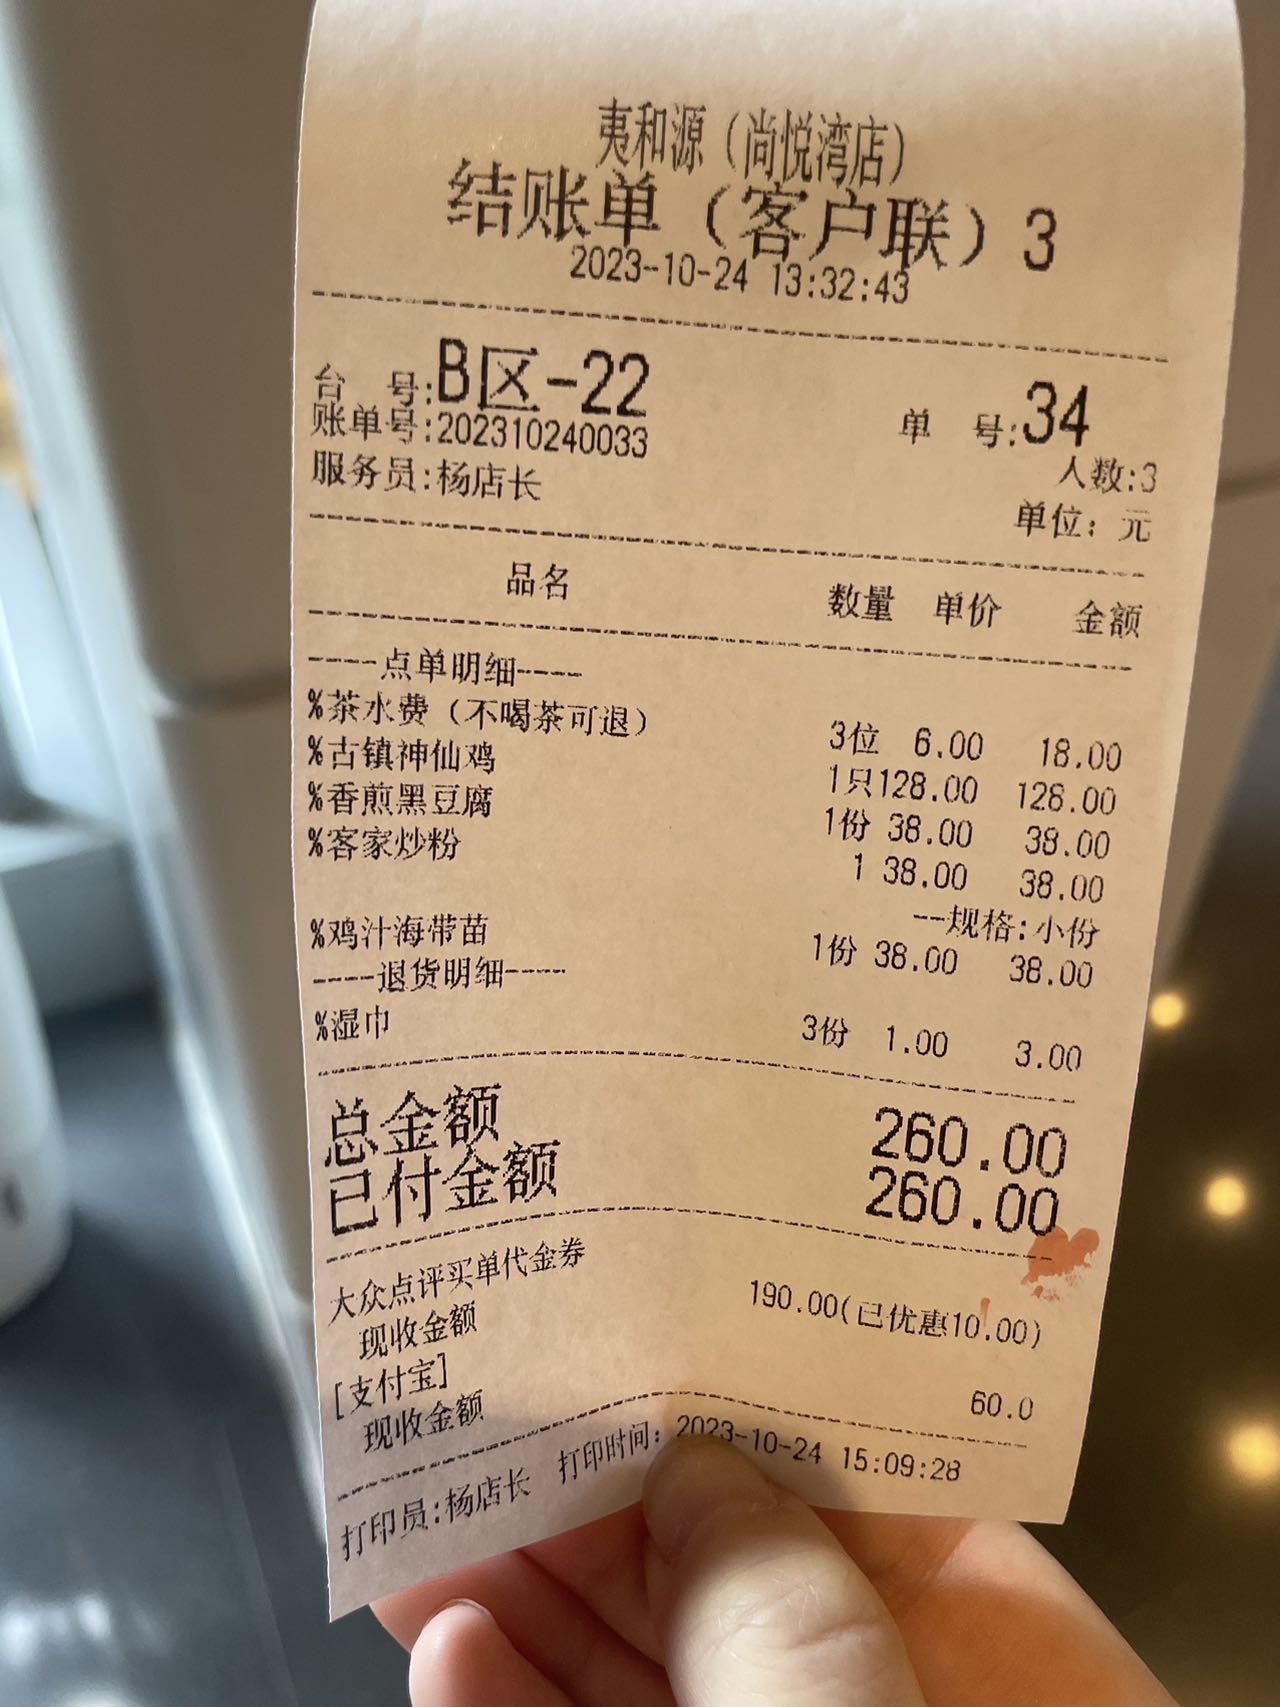 夷和源（尚悦湾店）
结账单（客户联）3
2023-10-24 13:32:43
台 号:B区-22 单 号:34
账单号:202310240033 人数:3
服务员:杨店长 单位：元
品名 数量 单价 金额
----点单明细----
%茶水费（不喝茶可退） 3位 6.00 18.00
%古镇神仙鸡 1只128.00 128.00
%香煎黑豆腐 1份 38.00 38.00
%客家炒粉 1 38.00 38.00
--规格:小份
%鸡汁海带苗 1份 38.00 38.00
----退货明细----
%湿巾 3份 1.00 3.00
总金额 260.00
已付金额 260.00
大众点评买单代金券
现收金额 190.00(已优惠10.00)
[支付宝]
现收金额 60.0
打印员:杨店长 打印时间：2023-10-24 15:09:28